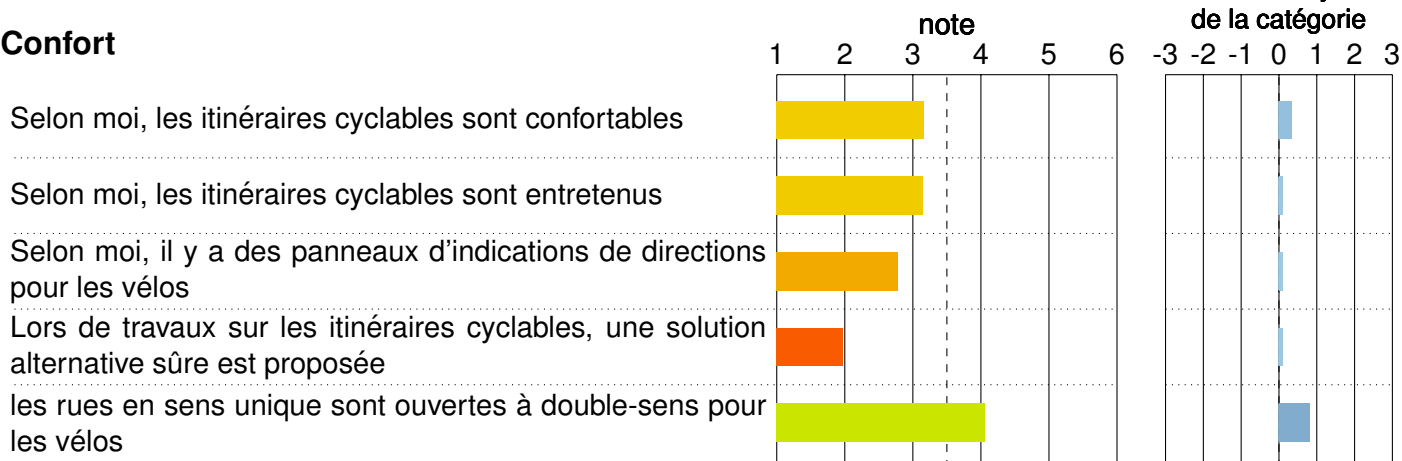 note
de la catégorie
Confort
1 2 3 4 5 6
-3 -2 -1 0 1 2 3
Selon moi, les itinéraires cyclables sont confortables
Selon moi, les itinéraires cyclables sont entretenus
Selon moi, il y a des panneaux d’indications de directions
pour les vélos
Lors de travaux sur les itinéraires cyclables, une solution
alternative sûre est proposée
les rues en sens unique sont ouvertes à double-sens pour
les vélos